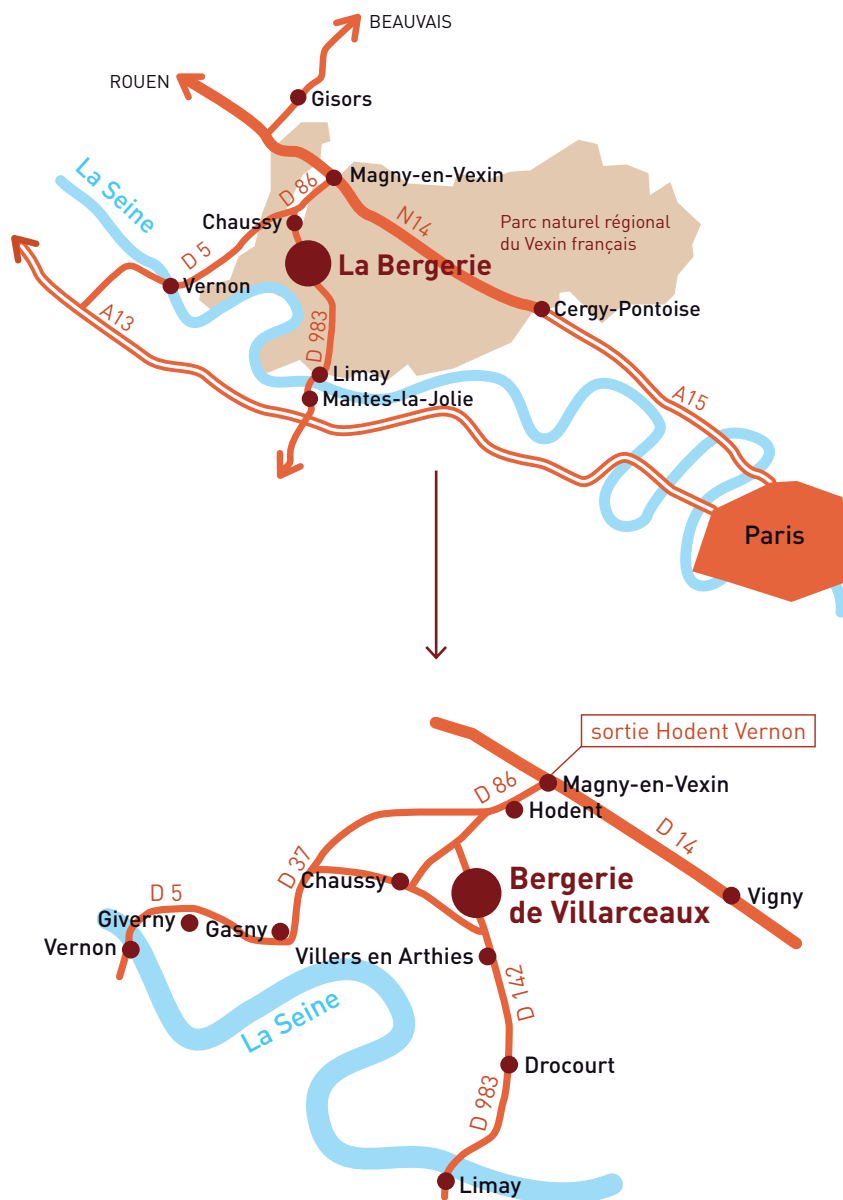 BEAUVAIS
ROUEN
Gisors
La Seine
Magny-en-Vexin
D 86
Chaussy
N14
Parc naturel régional
du Vexin français
D 5
La Bergerie
Vernon
A13
Cergy-Pontoise
D 983
Limay
Mantes-la-Jolie
A15
Paris
sortie Hodent Vernon
Magny-en-Vexin
D 86
Hodent
D 14
D 37
Chaussy
Bergerie
de Villarceaux
Vigny
D 5
Giverny
Gasny
Vernon
Villers en Arthies
D 142
La Seine
Drocourt
D 983
Limay